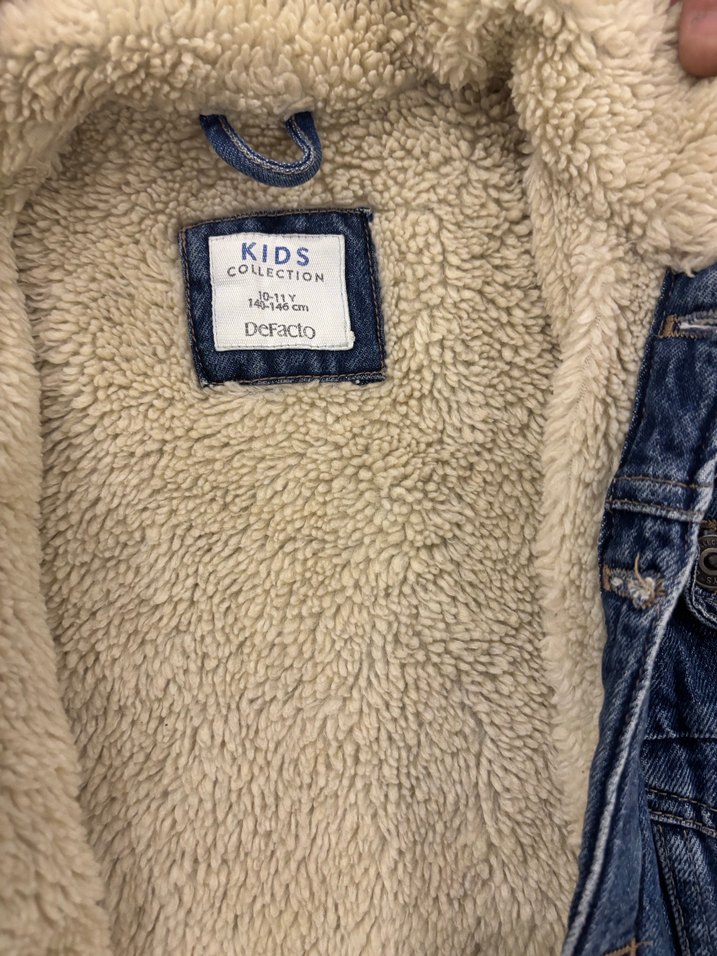 KIDS
COLLECTION
10-11 Y
140-146 cm
DeFacto